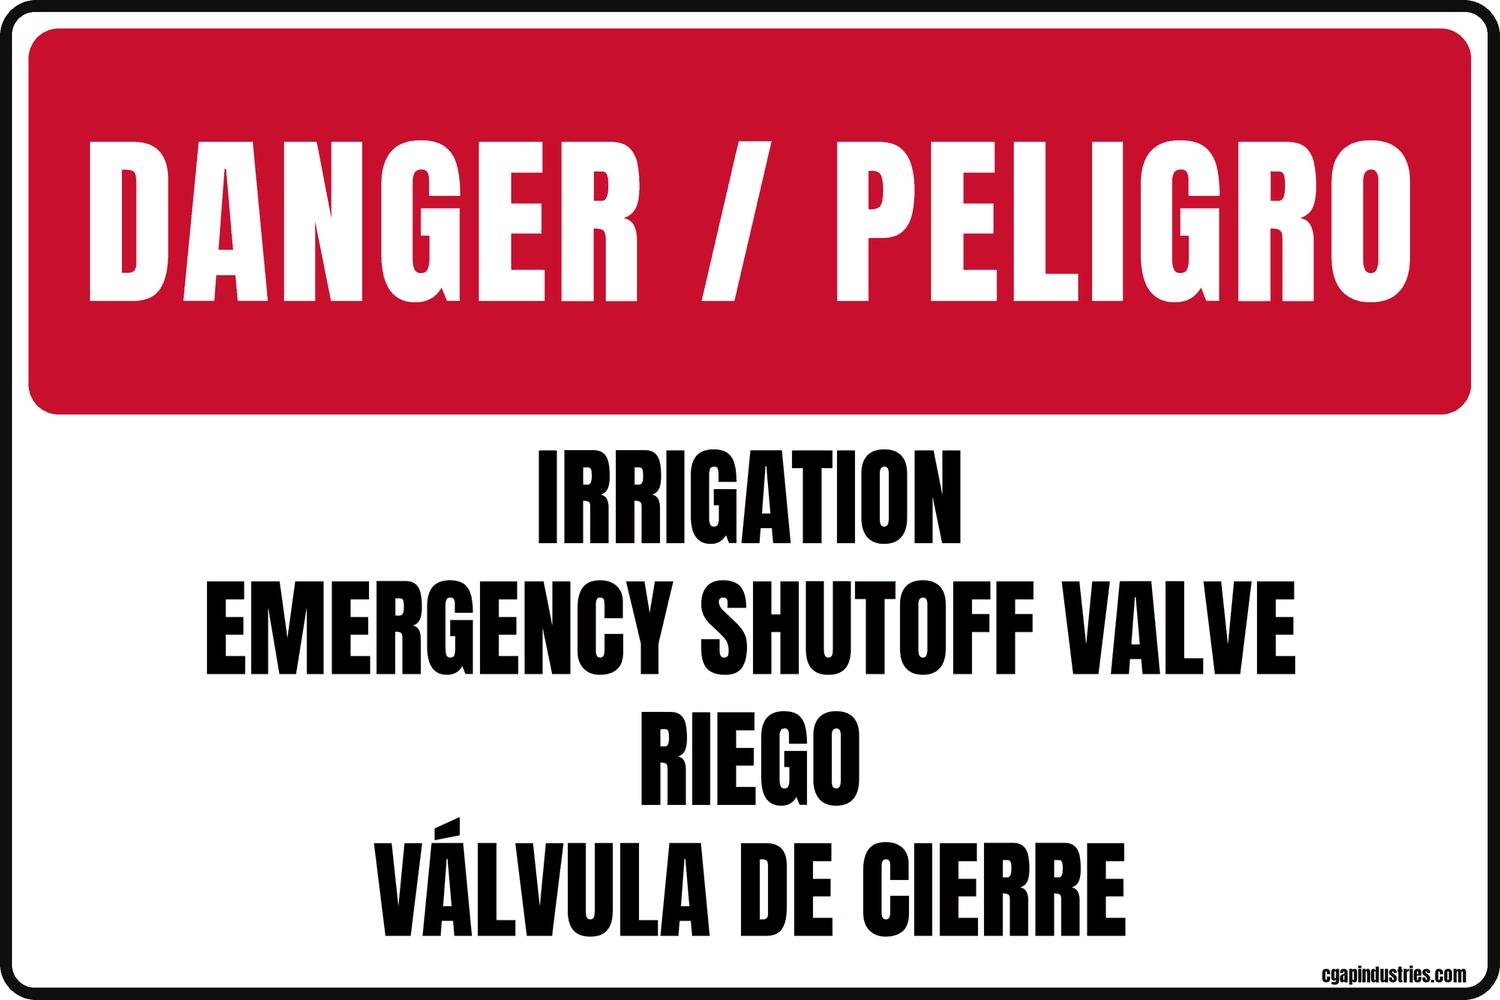 DANGER / PELIGRO
IRRIGATION
EMERGENCY SHUTOFF VALVE
RIEGO
VÁLVULA DE CIERRE
cgapindustries.com